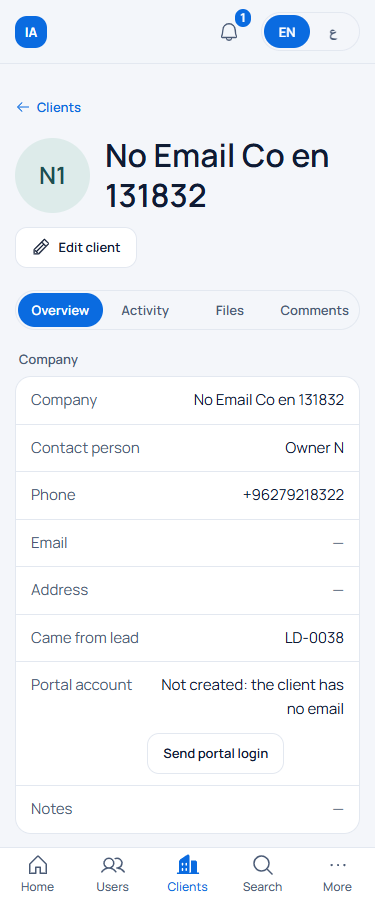 IA
1
EN
ع
← Clients
N1
No Email Co en
131832
Edit client
Overview Activity Files Comments
Company
Company No Email Co en 131832
Contact person Owner N
Phone +96279218322
Email —
Address —
Came from lead LD-0038
Portal account Not created: the client has
no email
Send portal login
Notes —
Home Users Clients Search More